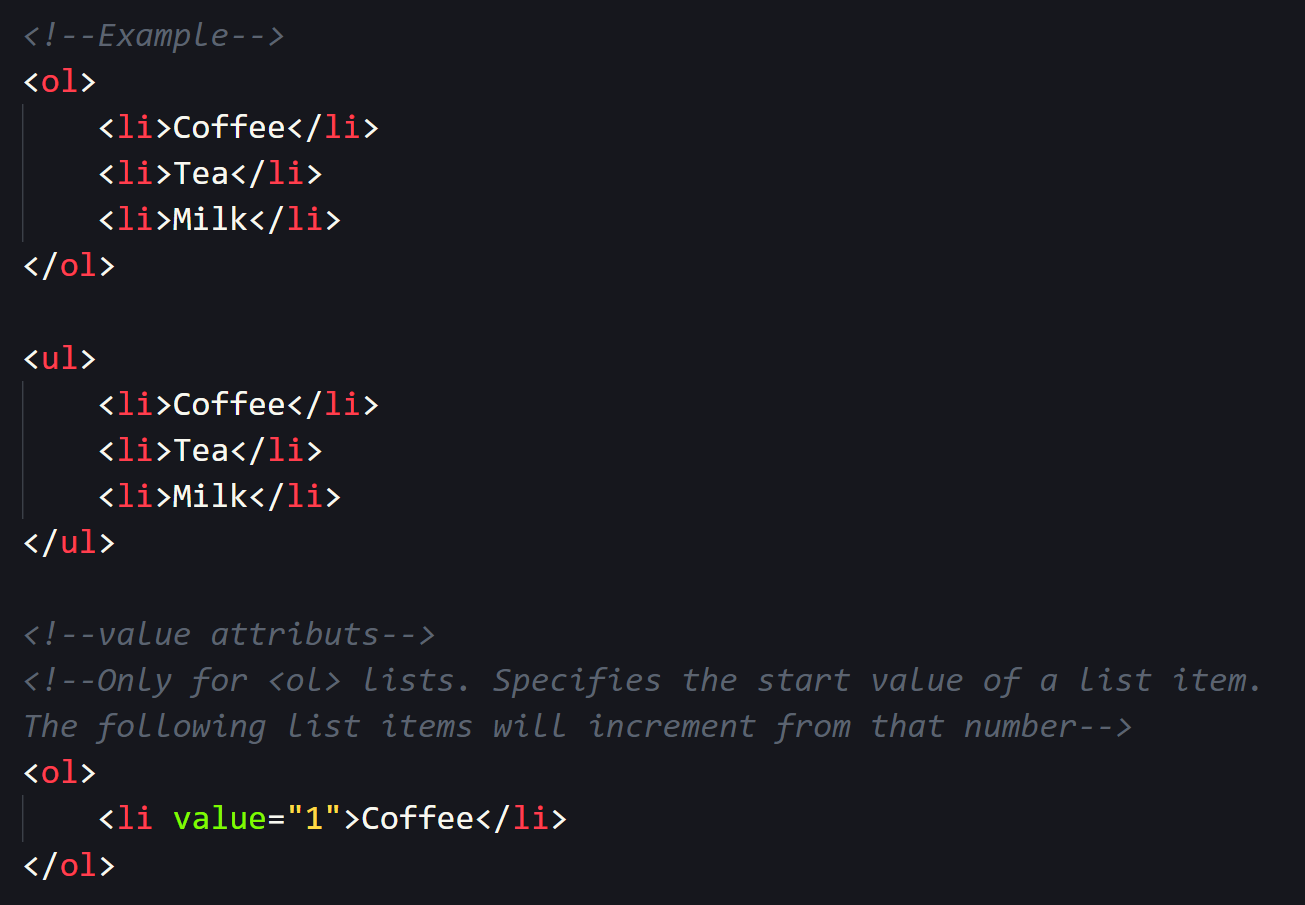 <!--Example-->
<ol>
    <li>Coffee</li>
    <li>Tea</li>
    <li>Milk</li>
</ol>

<ul>
    <li>Coffee</li>
    <li>Tea</li>
    <li>Milk</li>
</ul>

<!--value attributs-->
<!--Only for <ol> lists. Specifies the start value of a list item.
The following list items will increment from that number-->
<ol>
    <li value="1">Coffee</li>
</ol>